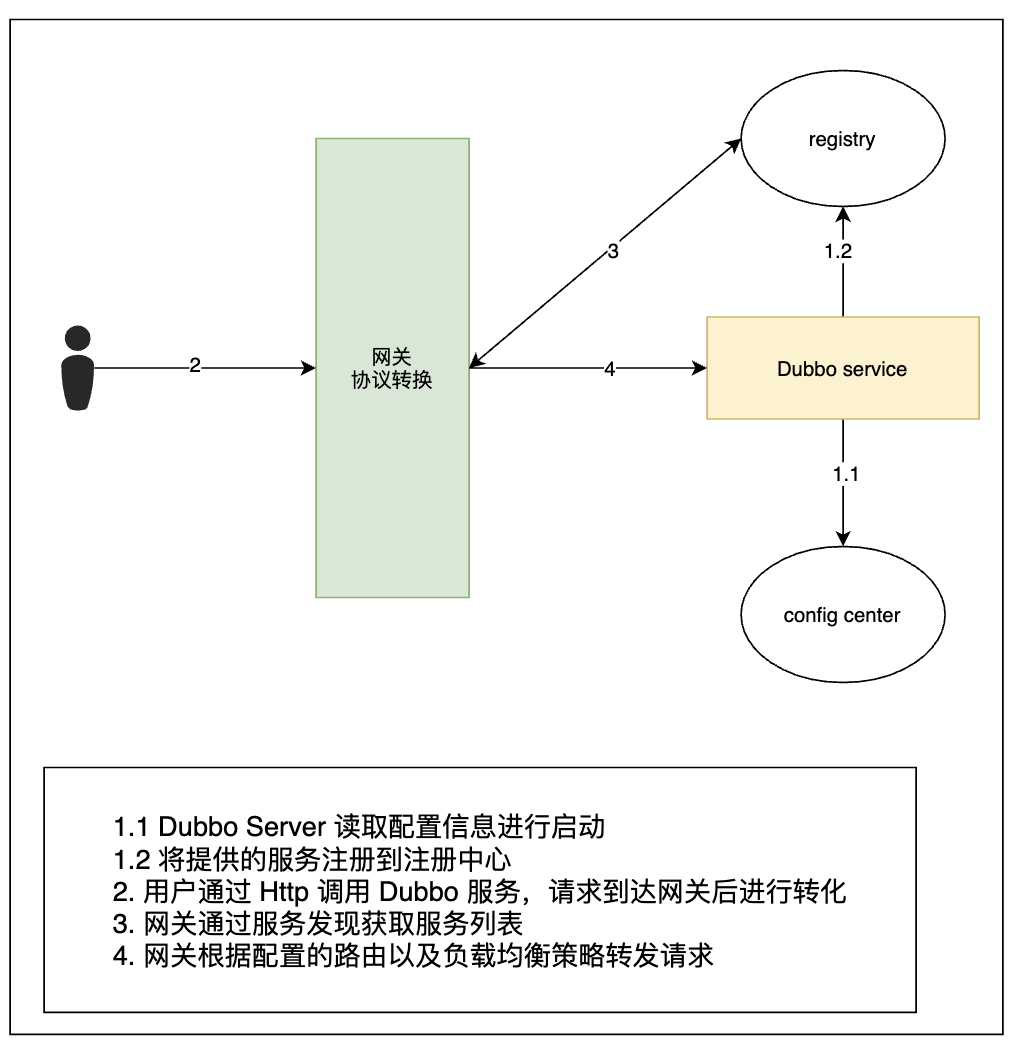 registry
3
1.2
2
网关
协议转换
4
Dubbo service
1.1
config center
1.1 Dubbo Server 读取配置信息进行启动
1.2 将提供的服务注册到注册中心
2. 用户通过 Http 调用 Dubbo 服务，请求到达网关后进行转化
3. 网关通过服务发现获取服务列表
4. 网关根据配置的路由以及负载均衡策略转发请求